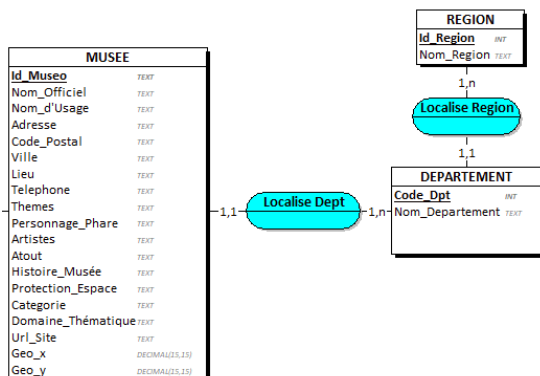 REGION
Id_Region INT
Nom_Region TEXT
1,n
Localise Region
1,1
DEPARTEMENT
Code_Dpt INT
Nom_Departement TEXT
MUSEE
Id_Museo TEXT
Nom_Officiel TEXT
Nom_d'Usage TEXT
Adresse TEXT
Code_Postal TEXT
Ville TEXT
Lieu TEXT
Telephone TEXT
Themes TEXT
Personnage_Phare TEXT
Artistes TEXT
Atout TEXT
Histoire_Musée TEXT
Protection_Espace TEXT
Categorie TEXT
Domaine_Thématique TEXT
Url_Site TEXT
Geo_x DECIMAL(15,15)
Geo_y DECIMAL(15,15)
1,1
Localise Dept
1,n